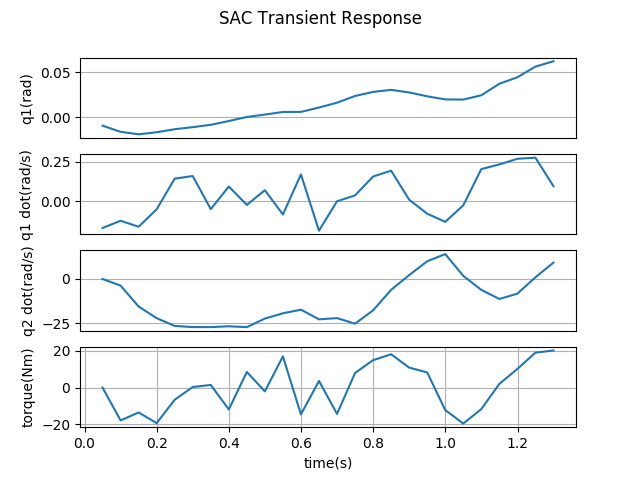 SAC Transient Response
q1(rad)
0.05
0.00
q1 dot(rad/s)
0.25
0.00
q2 dot(rad/s)
0
−25
torque(Nm)
20
0
−20
0.0 0.2 0.4 0.6 0.8 1.0 1.2
time(s)